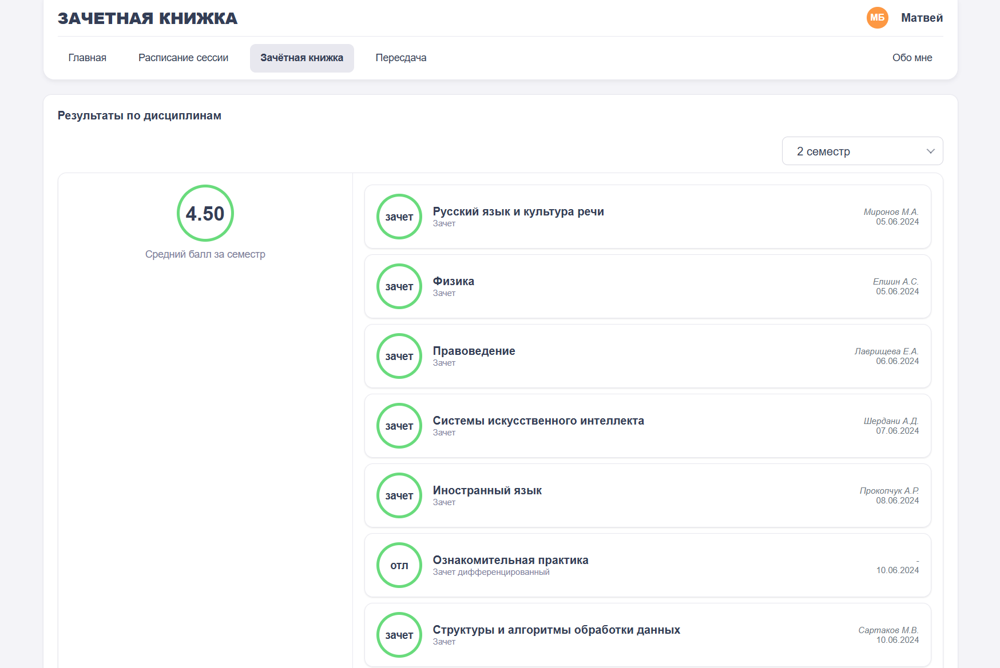 ЗАЧЕТНАЯ КНИЖКА
МБ Матвей
Главная Расписание сессии Зачётная книжка Пересдача Обо мне
Результаты по дисциплинам
2 семестр
4.50
Средний балл за семестр
зачет
Русский язык и культура речи
Зачет
Миронов М.А.
05.06.2024
зачет
Физика
Зачет
Елшин А.С.
05.06.2024
зачет
Правоведение
Зачет
Лаврищева Е.А.
06.06.2024
зачет
Системы искусственного интеллекта
Зачет
Шердани А.Д.
07.06.2024
зачет
Иностранный язык
Зачет
Прокопчук А.Р.
08.06.2024
отл
Ознакомительная практика
Зачет дифференцированный
-
10.06.2024
зачет
Структуры и алгоритмы обработки данных
Зачет
Сартаков М.В.
10.06.2024